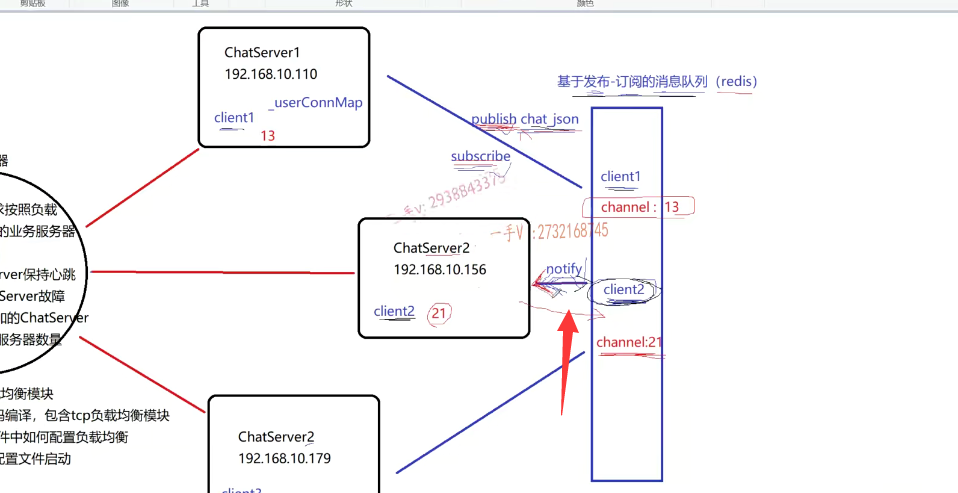 剪贴板
图像
工具
形状
颜色
ChatServer1
192.168.10.110
_userConnMap
client1
13
基于发布-订阅的消息队列（redis）
publish chat_json
subscribe
client1
channel： 13
一手V :2938843375
一手V :2732168745
器
求按照负载
的业务服务器
rver保持心跳
Server故障
加的ChatServer
服务器数量
ChatServer2
192.168.10.156
client2
21
notify
client2
channel:21
均衡模块
码编译，包含tcp负载均衡模块
件中如何配置负载均衡
配置文件启动
ChatServer2
192.168.10.179
client3